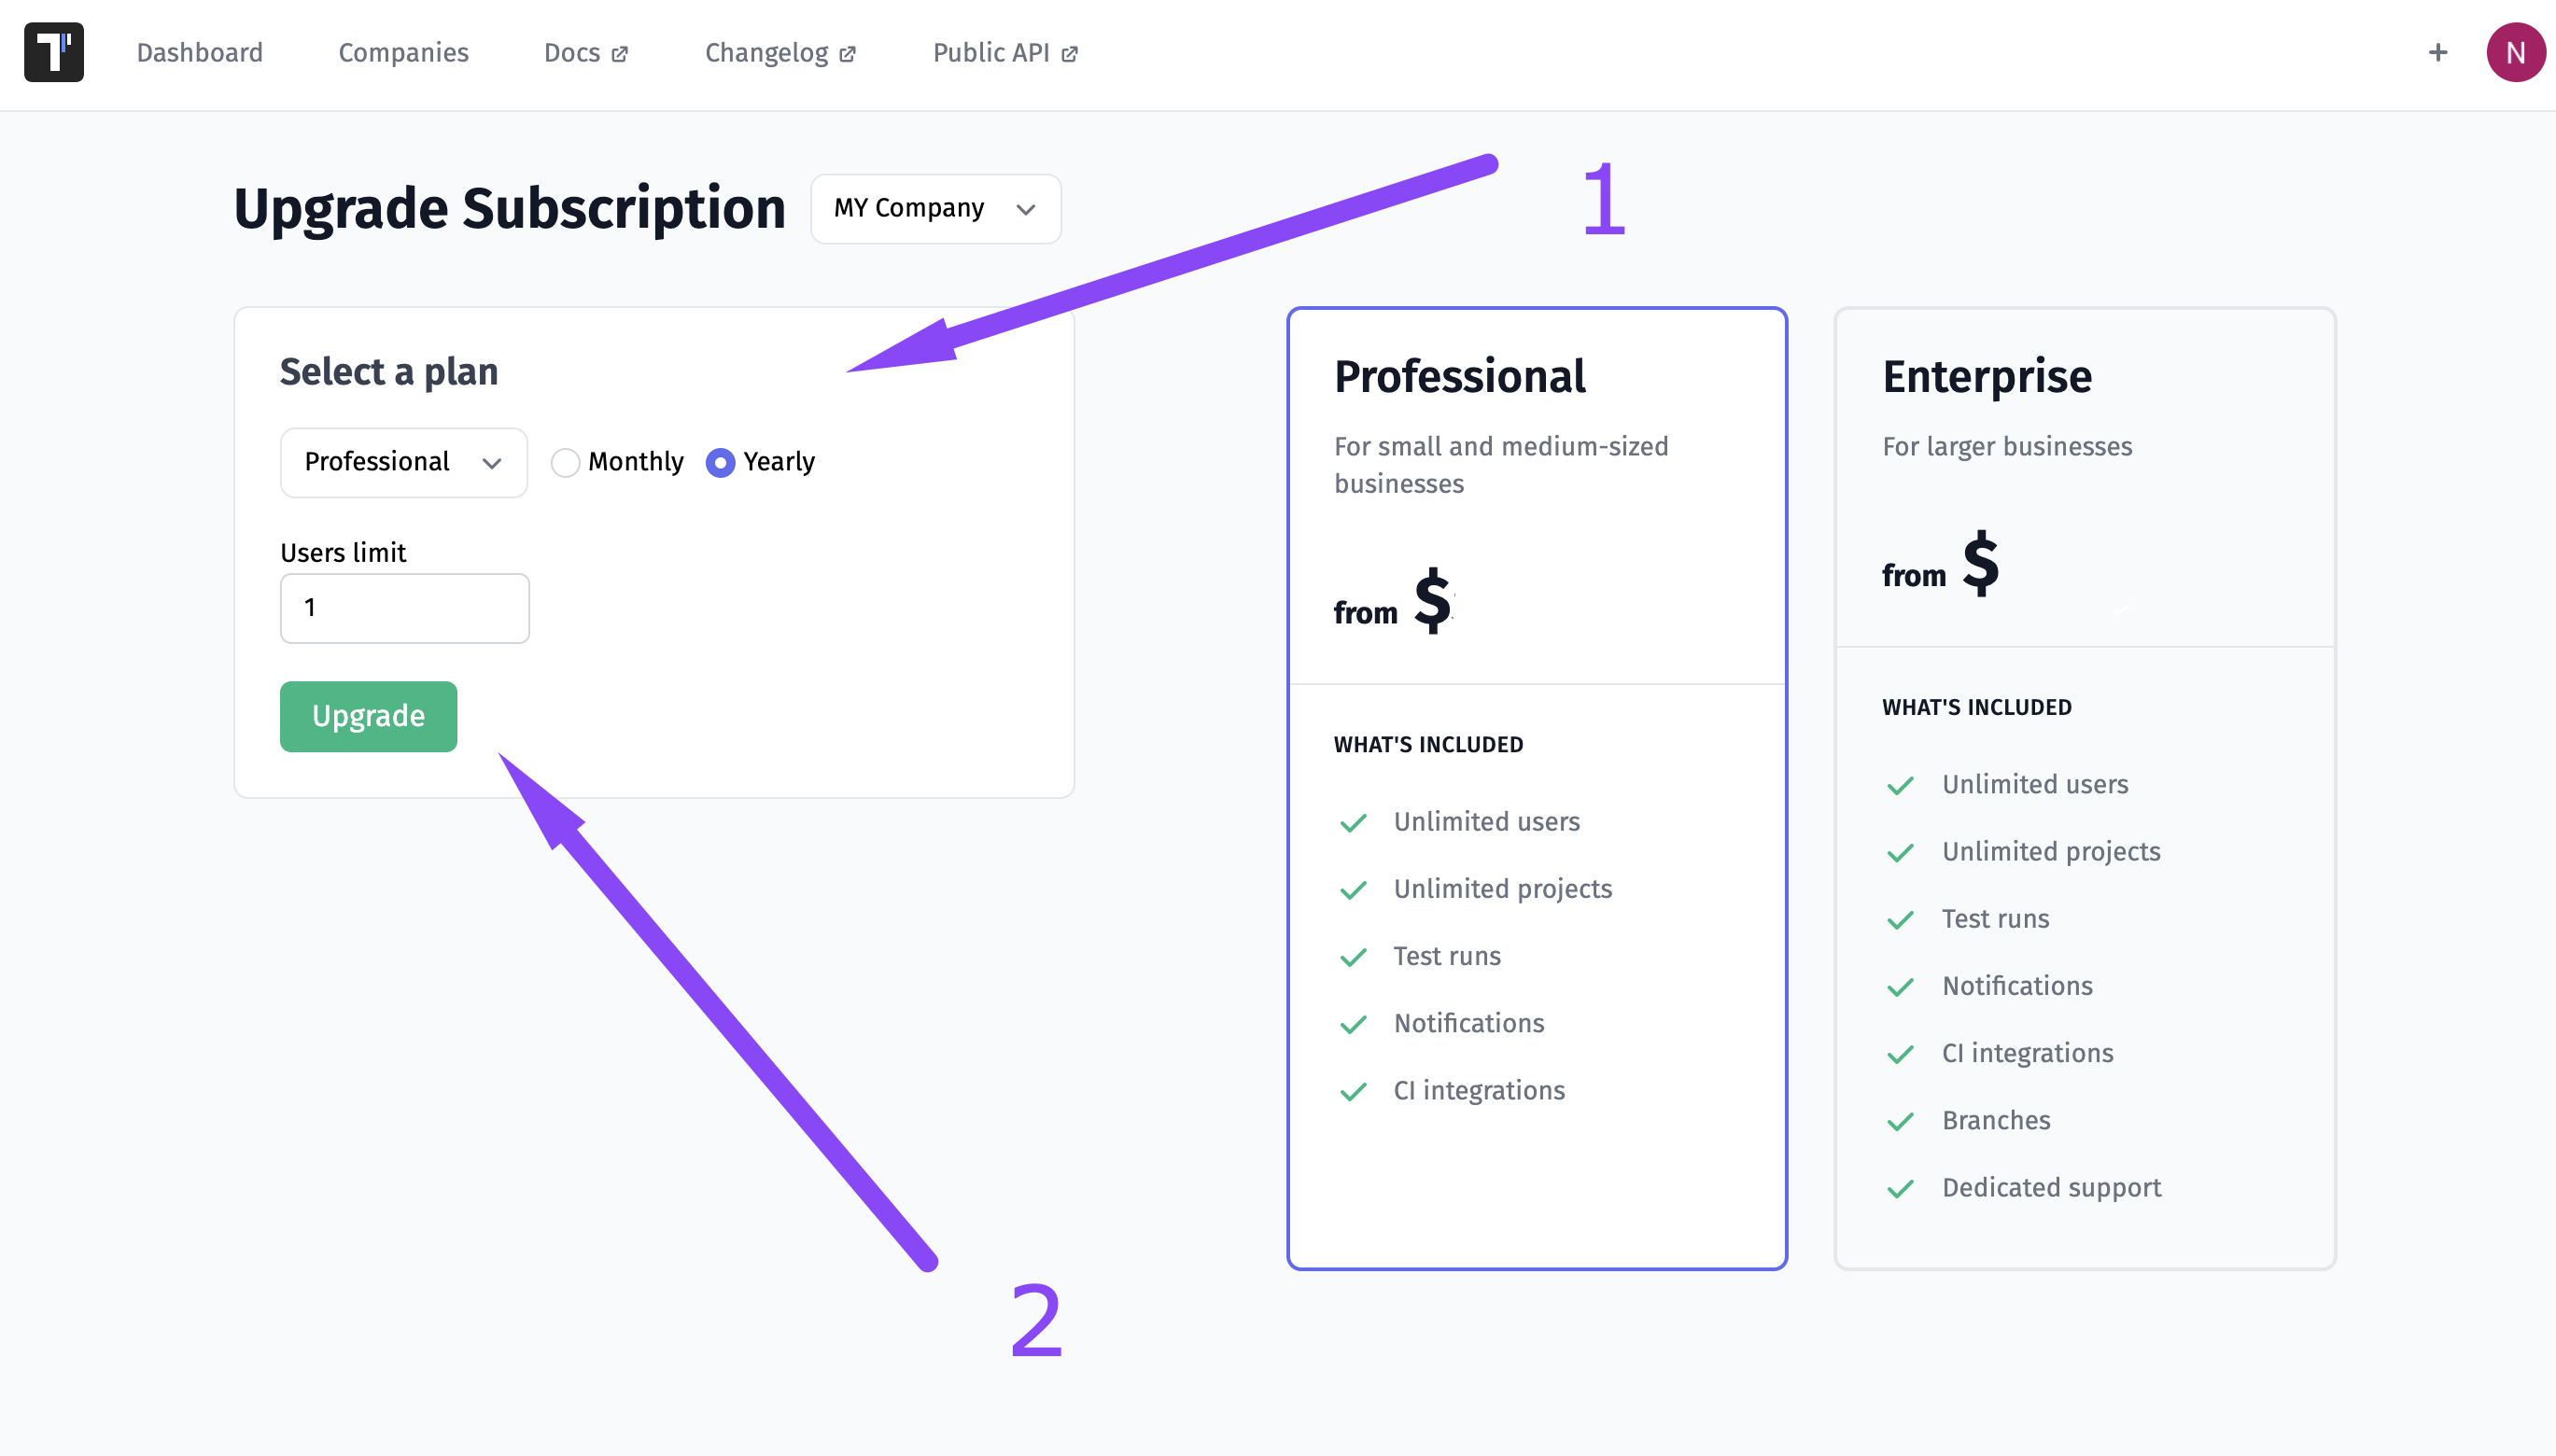 Dashboard Companies Docs Changelog Public API + N
Upgrade Subscription MY Company
1
Select a plan
Professional Monthly Yearly
Users limit
1
Upgrade
2
Professional
For small and medium-sized
businesses
from $
WHAT'S INCLUDED
Unlimited users
Unlimited projects
Test runs
Notifications
CI integrations
Enterprise
For larger businesses
from $
WHAT'S INCLUDED
Unlimited users
Unlimited projects
Test runs
Notifications
CI integrations
Branches
Dedicated support